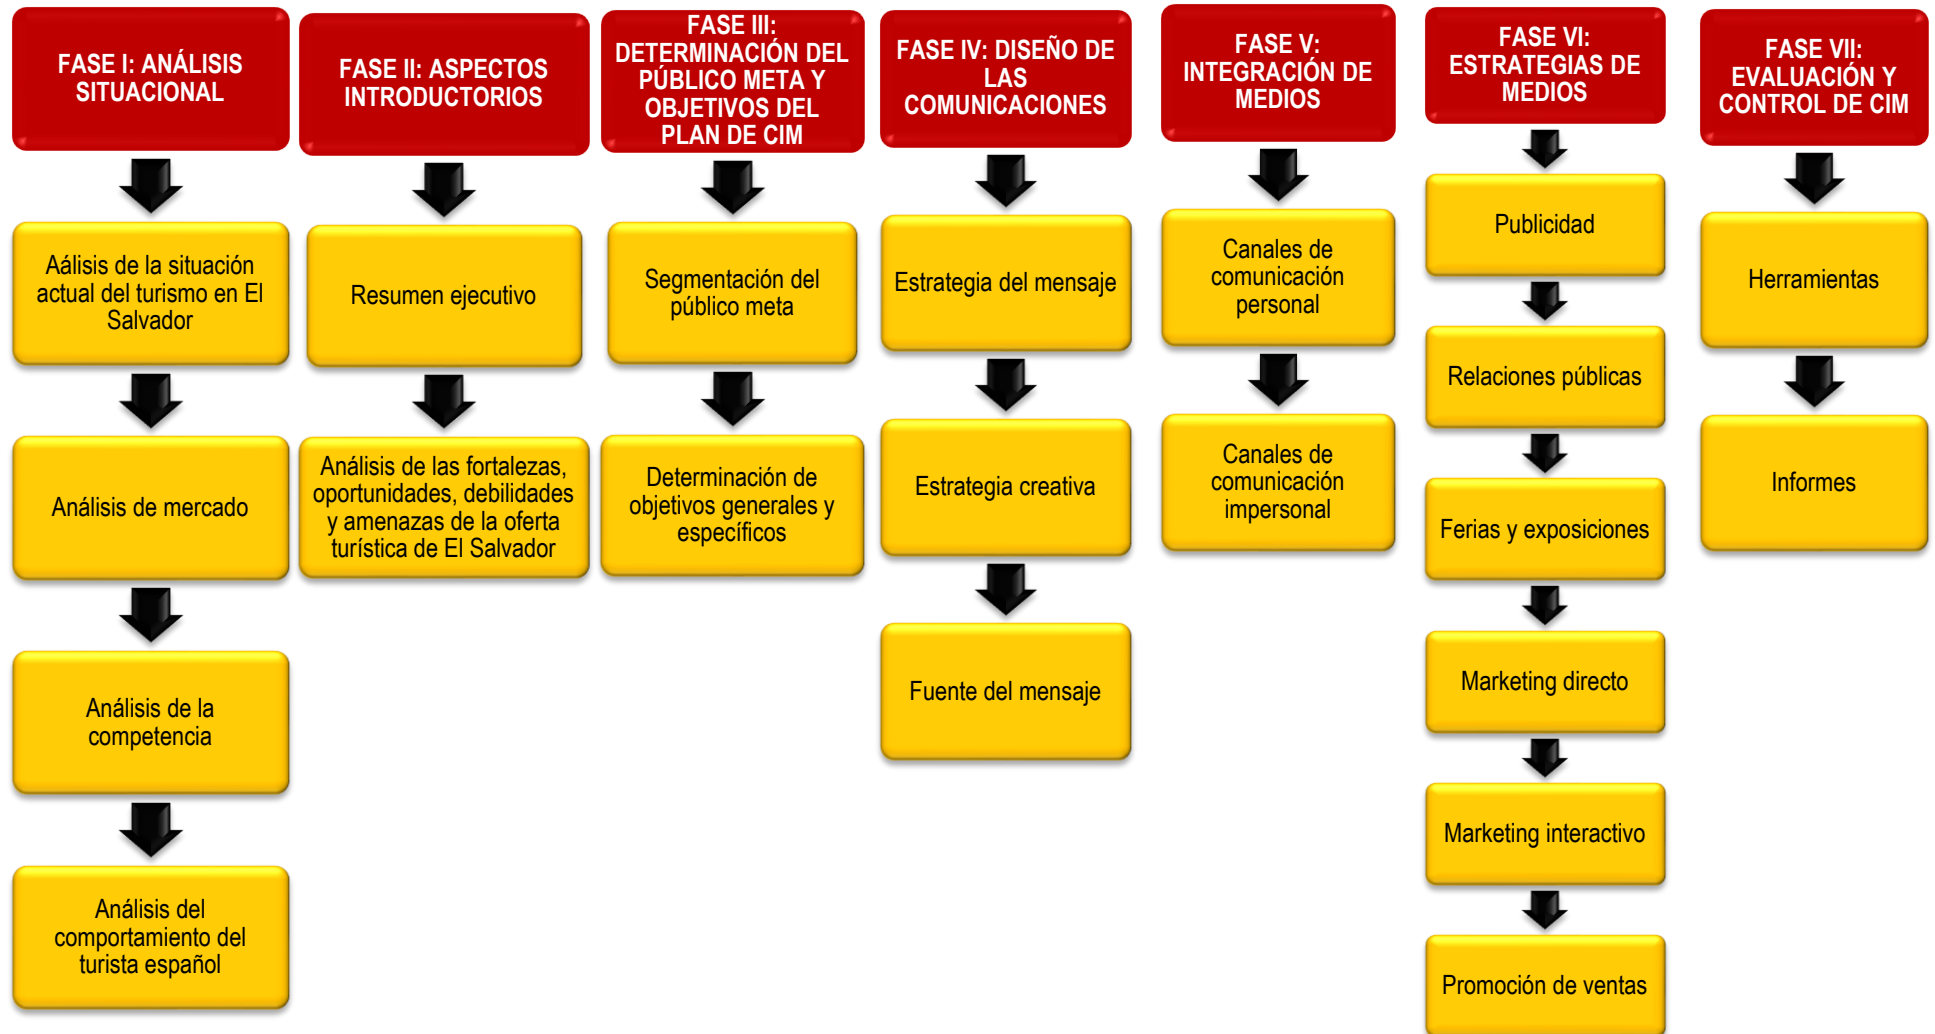 FASE I: ANÁLISIS
SITUACIONAL
Aálisis de la situación
actual del turismo en El
Salvador
Análisis de mercado
Análisis de la
competencia
Análisis del
comportamiento del
turista español
FASE II: ASPECTOS
INTRODUCTORIOS
Resumen ejecutivo
Análisis de las fortalezas,
oportunidades, debilidades
y amenazas de la oferta
turística de El Salvador
FASE III:
DETERMINACIÓN DEL
PÚBLICO META Y
OBJETIVOS DEL
PLAN DE CIM
Segmentación del
público meta
Determinación de
objetivos generales y
específicos
FASE IV: DISEÑO DE
LAS
COMUNICACIONES
Estrategia del mensaje
Estrategia creativa
Fuente del mensaje
FASE V:
INTEGRACIÓN DE
MEDIOS
Canales de
comunicación
personal
Canales de
comunicación
impersonal
FASE VI:
ESTRATEGIAS DE
MEDIOS
Publicidad
Relaciones públicas
Ferias y exposiciones
Marketing directo
Marketing interactivo
Promoción de ventas
FASE VII:
EVALUACIÓN Y
CONTROL DE CIM
Herramientas
Informes